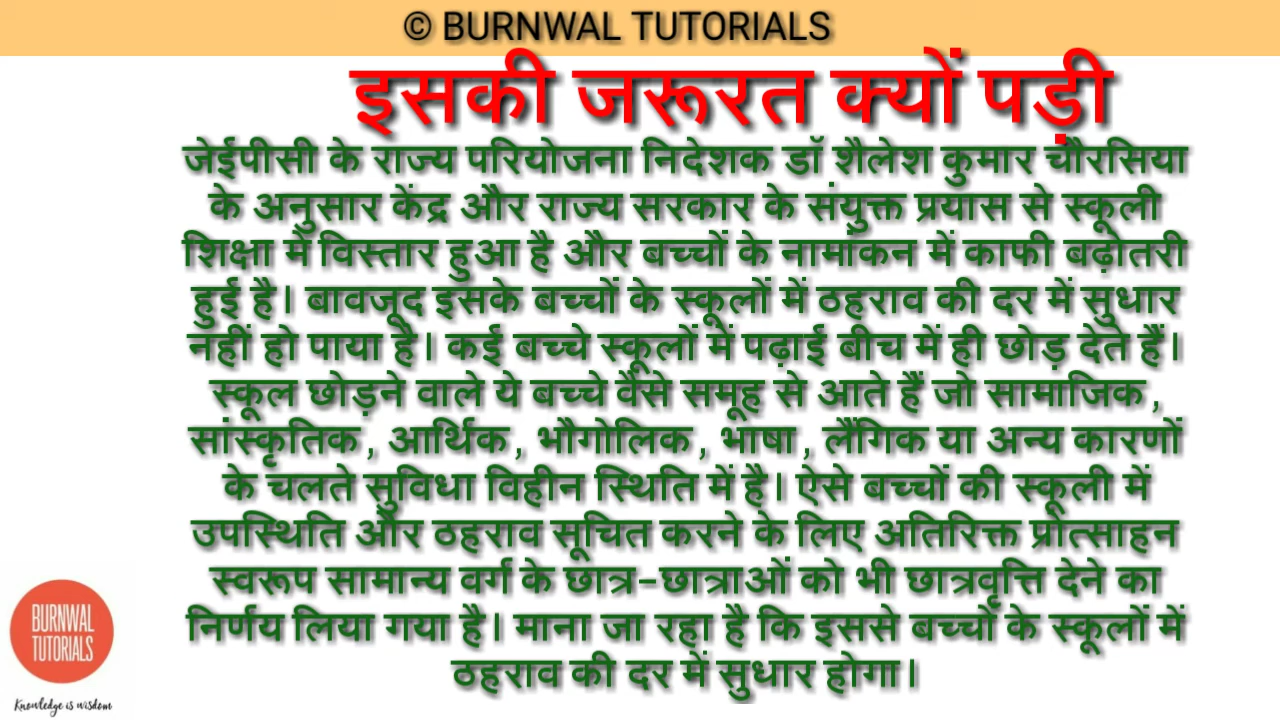 © BURNWAL TUTORIALS
इसकी जरूरत क्यों पड़ी
जेईपीसी के राज्य परियोजना निदेशक डॉ शैलेश कुमार चौरसिया
के अनुसार केंद्र और राज्य सरकार के संयुक्त प्रयास से स्कूली
शिक्षा में विस्तार हुआ है और बच्चों के नामांकन में काफी बढ़ोतरी
हुई है। बावजूद इसके बच्चों के स्कूलों में ठहराव की दर में सुधार
नहीं हो पाया है। कई बच्चे स्कूलों में पढ़ाई बीच में ही छोड़ देते हैं।
स्कूल छोड़ने वाले ये बच्चे वैसे समूह से आते हैं जो सामाजिक,
सांस्कृतिक, आर्थिक, भौगोलिक, भाषा, लैंगिक या अन्य कारणों
के चलते सुविधा विहीन स्थिति में है। ऐसे बच्चों की स्कूली में
उपस्थिति और ठहराव सूचित करने के लिए अतिरिक्त प्रोत्साहन
स्वरूप सामान्य वर्ग के छात्र-छात्राओं को भी छात्रवृत्ति देने का
निर्णय लिया गया है। माना जा रहा है कि इससे बच्चों के स्कूलों में
ठहराव की दर में सुधार होगा।
BURNWAL
TUTORIALS
Knowledge is wisdom